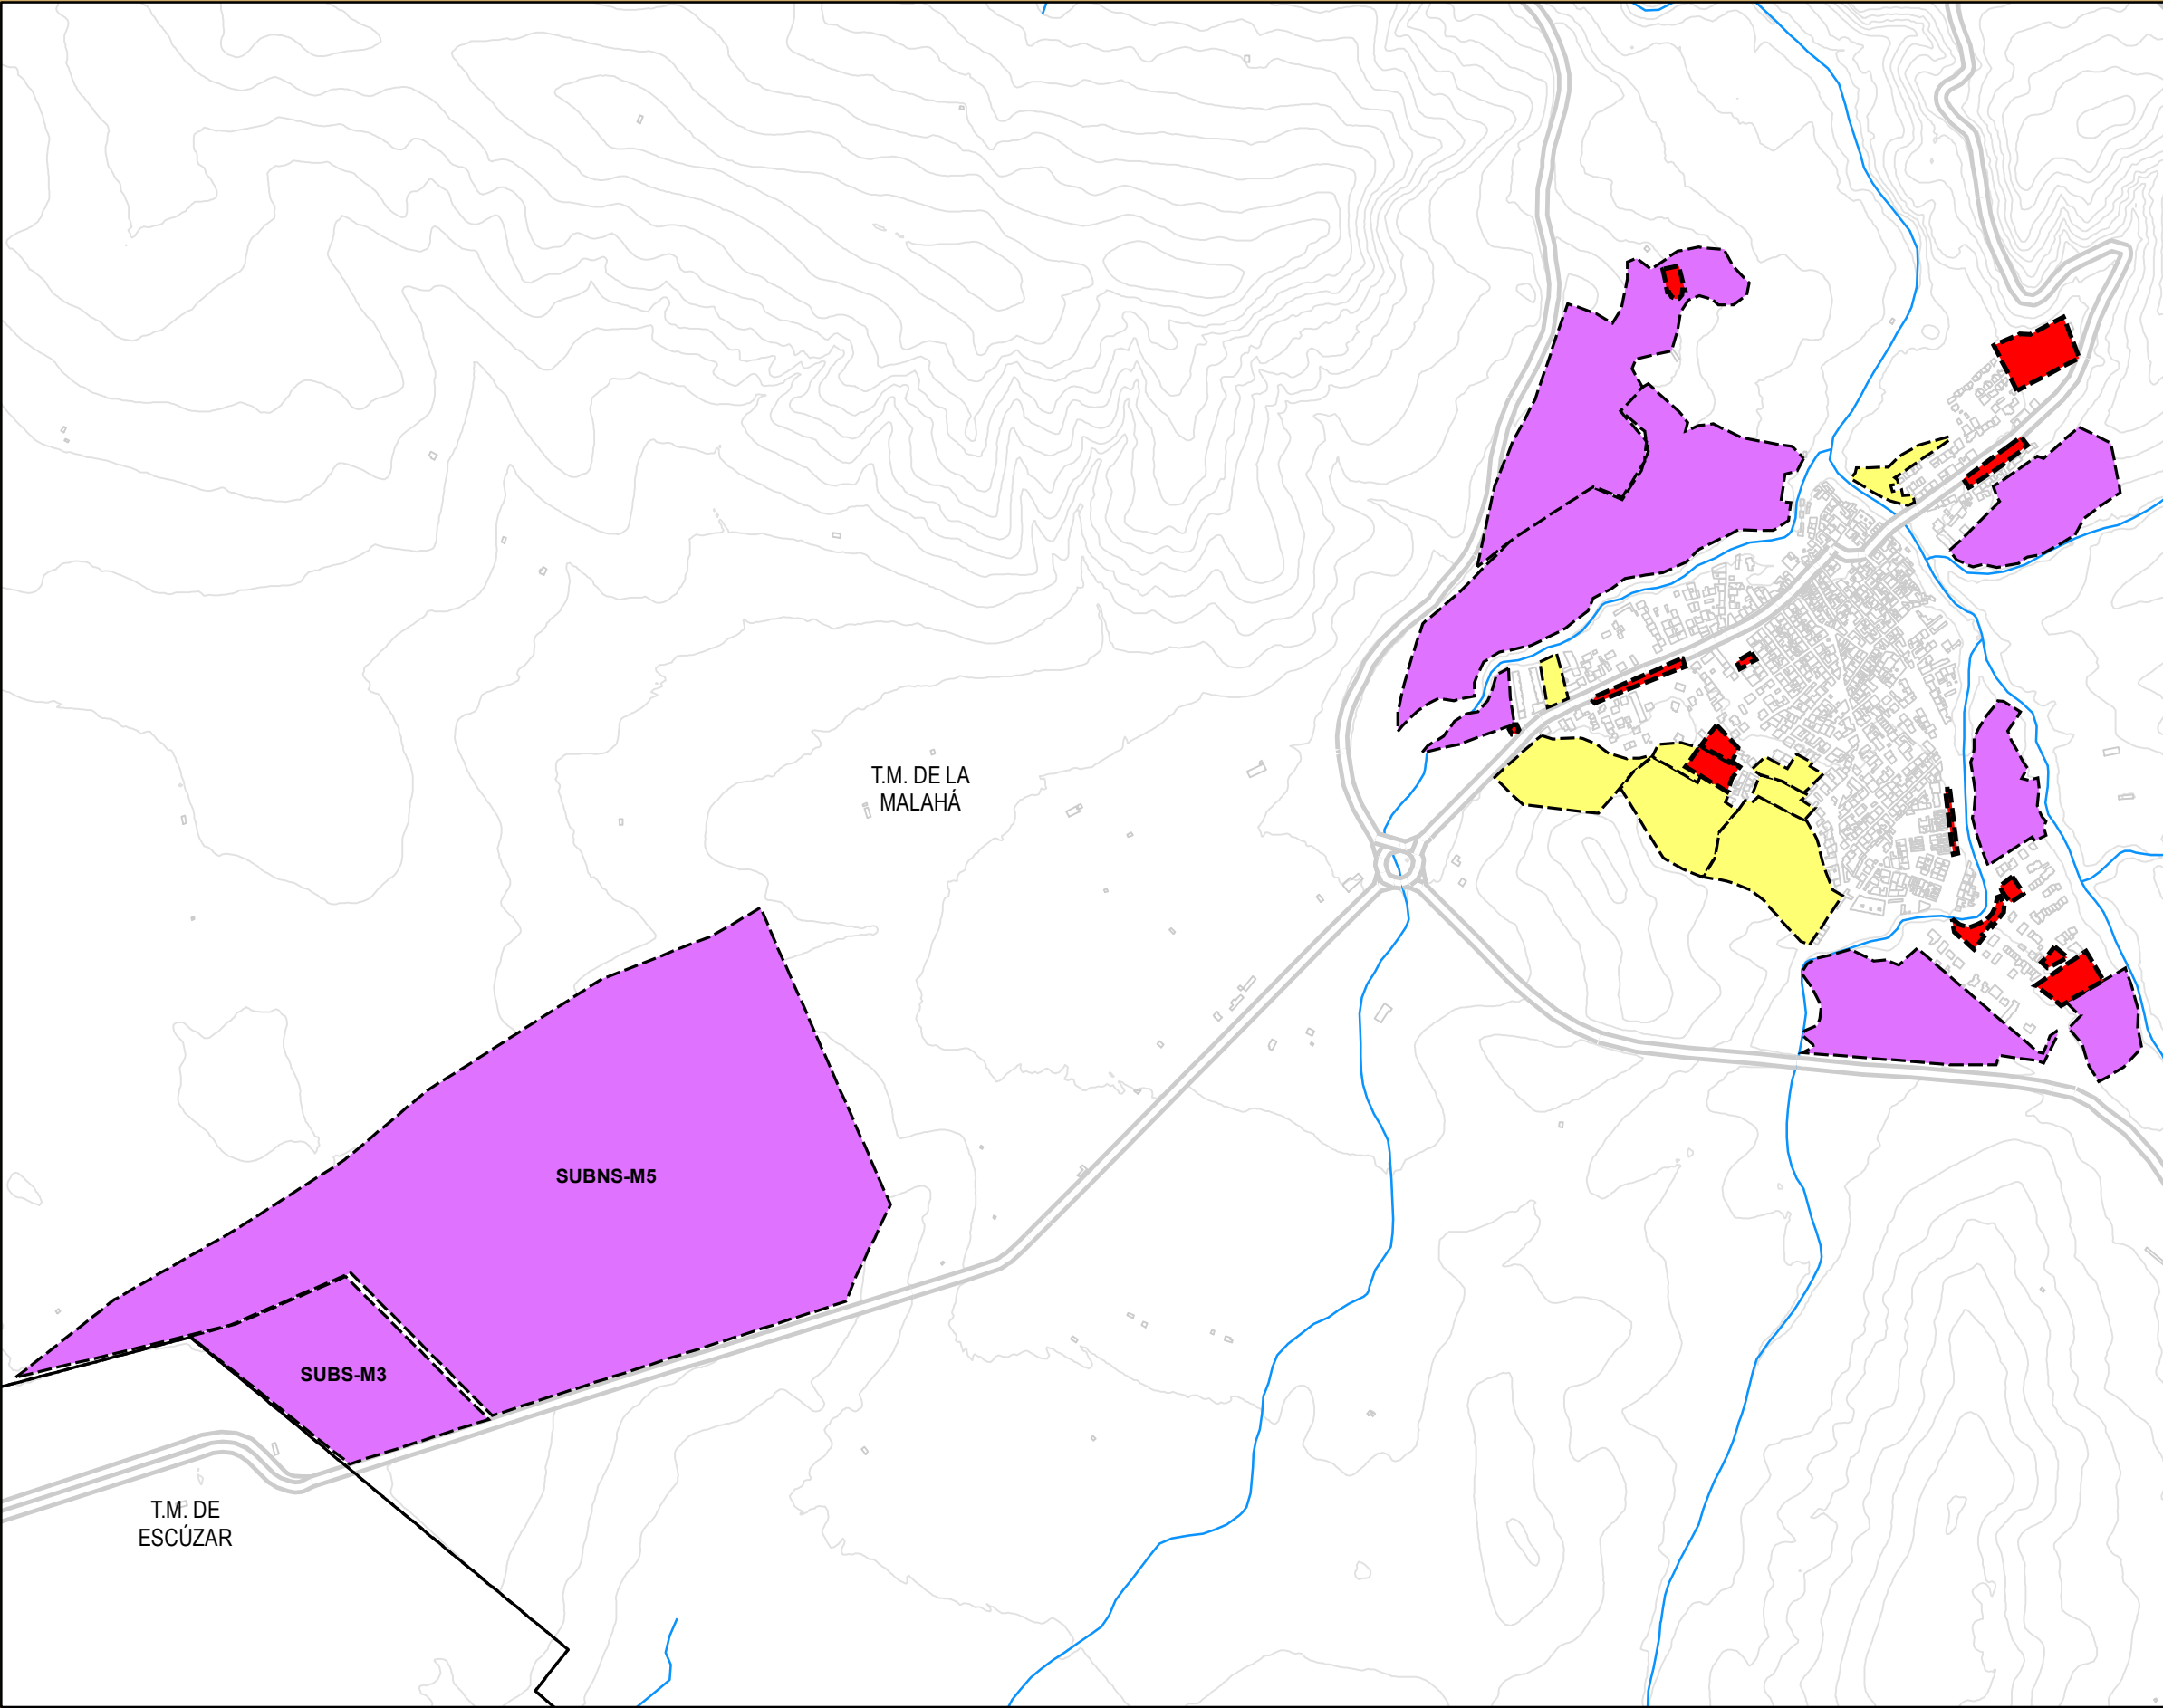 T.M. DE LA
MALAHÁ
SUBNS-M5
SUBS-M3
T.M. DE
ESCÚZAR